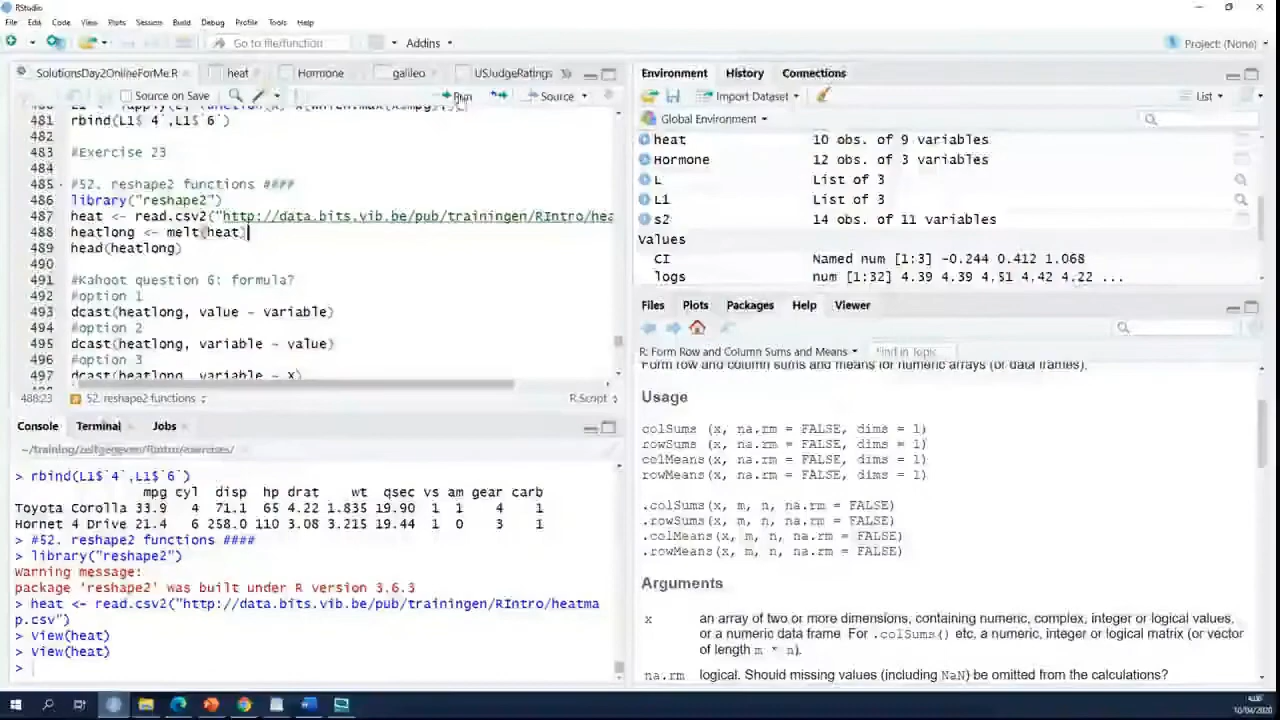 RStudio
File Edit Code View Plots Session Build Debug Profile Tools Help
Go to file/function
Addins
Project: (None)
SolutionsDay2OnlineForMe.R
heat
Hormone
galileo
USJudgeRatings
Source on Save
Run
Source
481 rbind(L1$`4`,L1$`6`)
482
483 #Exercise 23
484
485 #52. reshape2 functions ####
486 library("reshape2")
487 heat <- read.csv2("http://data.bits.vib.be/pub/trainingen/RIntro/hea
488 heatlong <- melt(heat)
489 head(heatlong)
490
491 #Kahoot question 6: formula?
492 #option 1
493 dcast(heatlong, value ~ variable)
494 #option 2
495 dcast(heatlong, variable ~ value)
496 #option 3
497 dcast(heatlong, variable ~ x)
488:23
52. reshape2 functions
R Script
Console Terminal Jobs
~/training/zelfgegeven/RIntro/exercises/
> rbind(L1$`4`,L1$`6`)
mpg cyl disp hp drat wt qsec vs am gear carb
Toyota Corolla 33.9 4 71.1 65 4.22 1.835 19.90 1 1 4 1
Hornet 4 Drive 21.4 6 258.0 110 3.08 3.215 19.44 1 0 3 1
> #52. reshape2 functions ####
> library("reshape2")
Warning message:
package 'reshape2' was built under R version 3.6.3
> heat <- read.csv2("http://data.bits.vib.be/pub/trainingen/RIntro/heatma
p.csv")
> View(heat)
> View(heat)
>
Environment History Connections
Import Dataset
List
Global Environment
heat 10 obs. of 9 variables
Hormone 12 obs. of 3 variables
L List of 3
L1 List of 3
s2 14 obs. of 11 variables
Values
CI Named num [1:3] -0.244 0.412 1.068
logs num [1:32] 4.39 4.39 4.51 4.42 4.22 ...
Files Plots Packages Help Viewer
R: Form Row and Column Sums and Means
Find in Topic
Form row and column sums and means for numeric arrays (or data frames).
Usage
colSums (x, na.rm = FALSE, dims = 1)
rowSums (x, na.rm = FALSE, dims = 1)
colMeans(x, na.rm = FALSE, dims = 1)
rowMeans(x, na.rm = FALSE, dims = 1)
.colSums(x, m, n, na.rm = FALSE)
.rowSums(x, m, n, na.rm = FALSE)
.colMeans(x, m, n, na.rm = FALSE)
.rowMeans(x, m, n, na.rm = FALSE)
Arguments
x an array of two or more dimensions, containing numeric, complex, integer or logical values,
or a numeric data frame. For .colSums() etc, a numeric, integer or logical matrix (or vector
of length m * n).
na.rm logical. Should missing values (including NaN) be omitted from the calculations?
10/04/2020